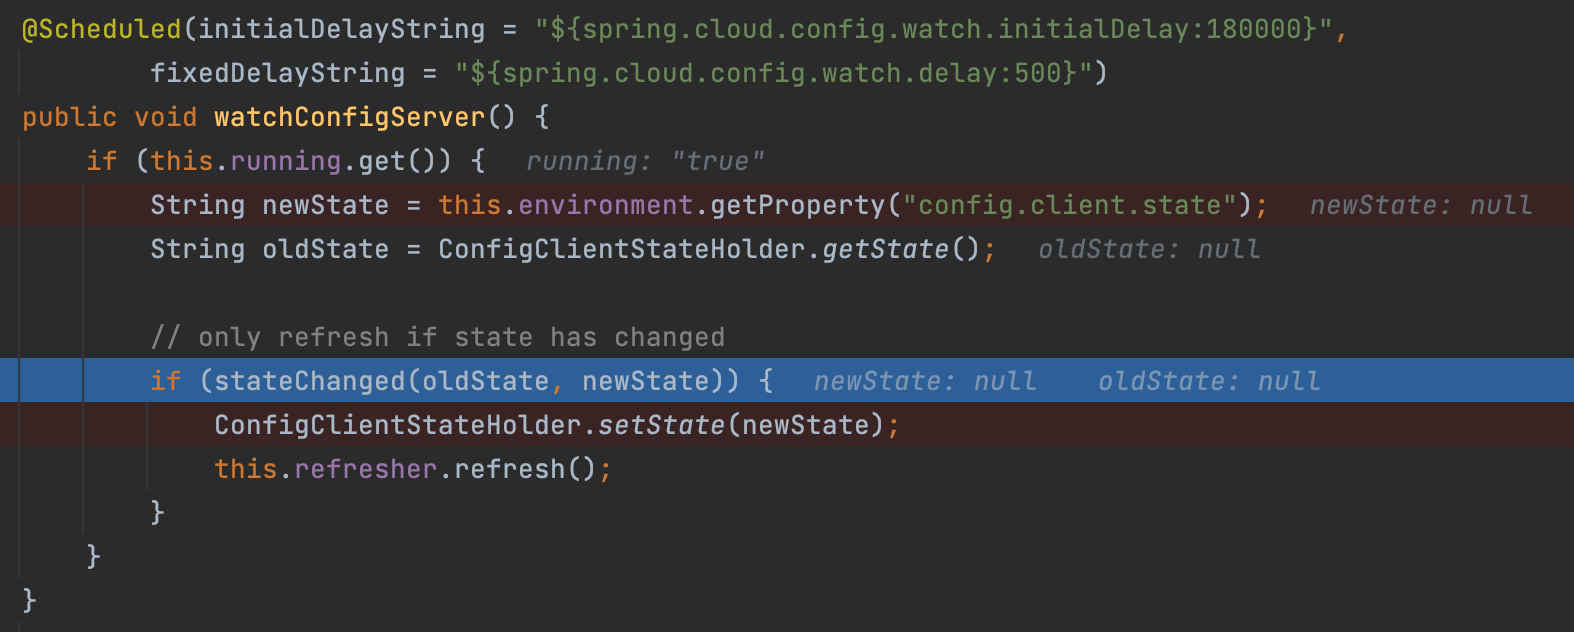 @Scheduled(initialDelayString = "${spring.cloud.config.watch.initialDelay:180000}",
        fixedDelayString = "${spring.cloud.config.watch.delay:500}")
public void watchConfigServer() {
    if (this.running.get()) {   running: "true"
        String newState = this.environment.getProperty("config.client.state");   newState: null
        String oldState = ConfigClientStateHolder.getState();   oldState: null

        // only refresh if state has changed
        if (stateChanged(oldState, newState)) {   newState: null    oldState: null
            ConfigClientStateHolder.setState(newState);
            this.refresher.refresh();
        }
    }
}